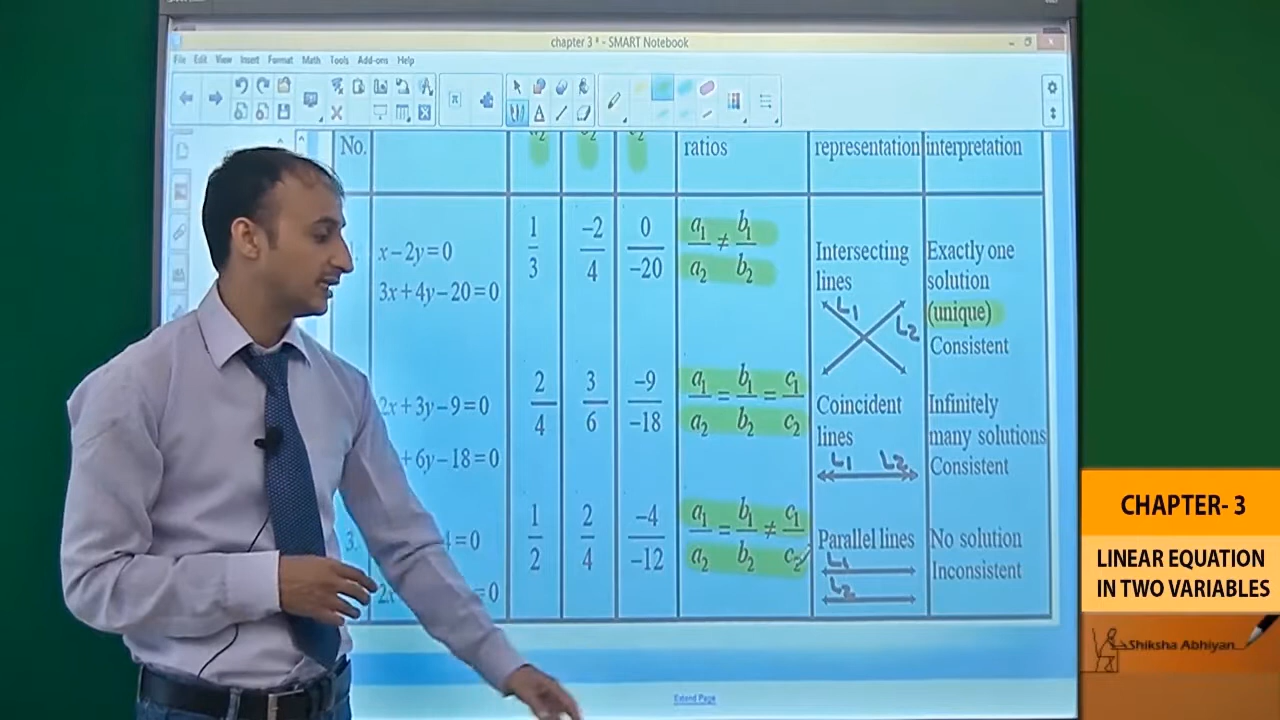 chapter 3 * - SMART Notebook
File Edit View Insert Format Math Tools Add-ons Help
No. ratios representation interpretation
x-2y=0
3x+4y-20=0
1/3 -2/4 0/-20
a₁/a₂ ≠ b₁/b₂
Intersecting
lines
L1 L2
Exactly one
solution
(unique)
Consistent
2x+3y-9=0
+6y-18=0
2/4 3/6 -9/-18
a₁/a₂ = b₁/b₂ = c₁/c₂
Coincident
lines
L1 L2
Infinitely
many solutions
Consistent
3.
4=0
2x =0
1/2 2/4 -4/-12
a₁/a₂ = b₁/b₂ ≠ c₁/c₂
Parallel lines
L1
L2
No solution
Inconsistent
Extend Page
CHAPTER- 3
LINEAR EQUATION
IN TWO VARIABLES
Shiksha Abhiyan